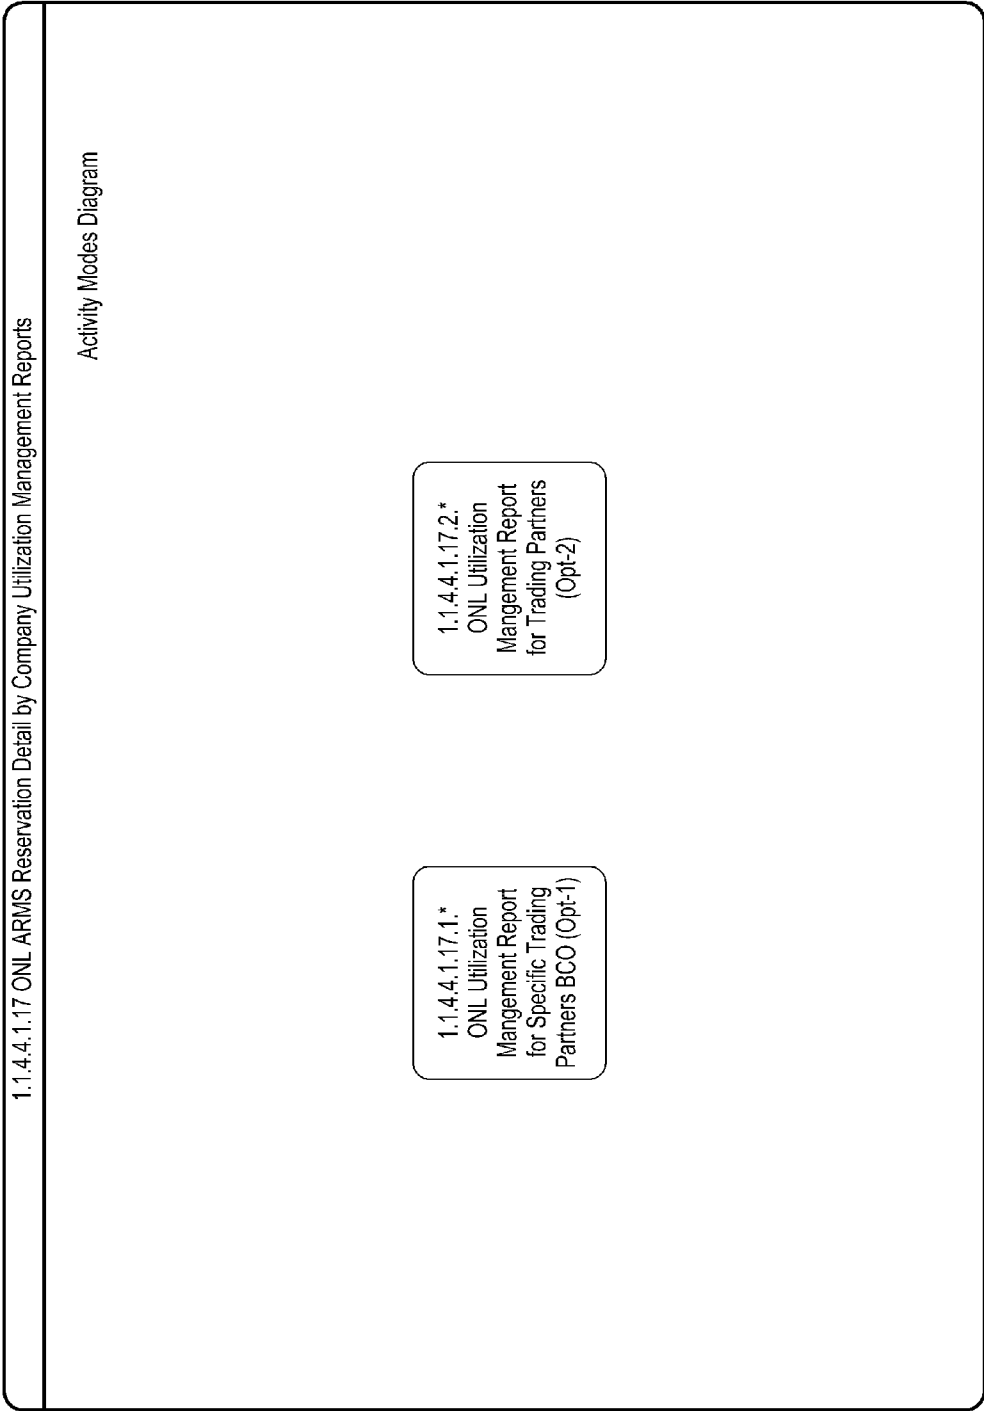 1.1.4.4.1.17 ONL ARMS Reservation Detail by Company Utilization Management Reports
Activity Modes Diagram
1.1.4.4.1.17.1.*
ONL Utilization
Mangement Report
for Specific Trading
Partners BCO (Opt-1)
1.1.4.4.1.17.2.*
ONL Utilization
Mangement Report
for Trading Partners
(Opt-2)